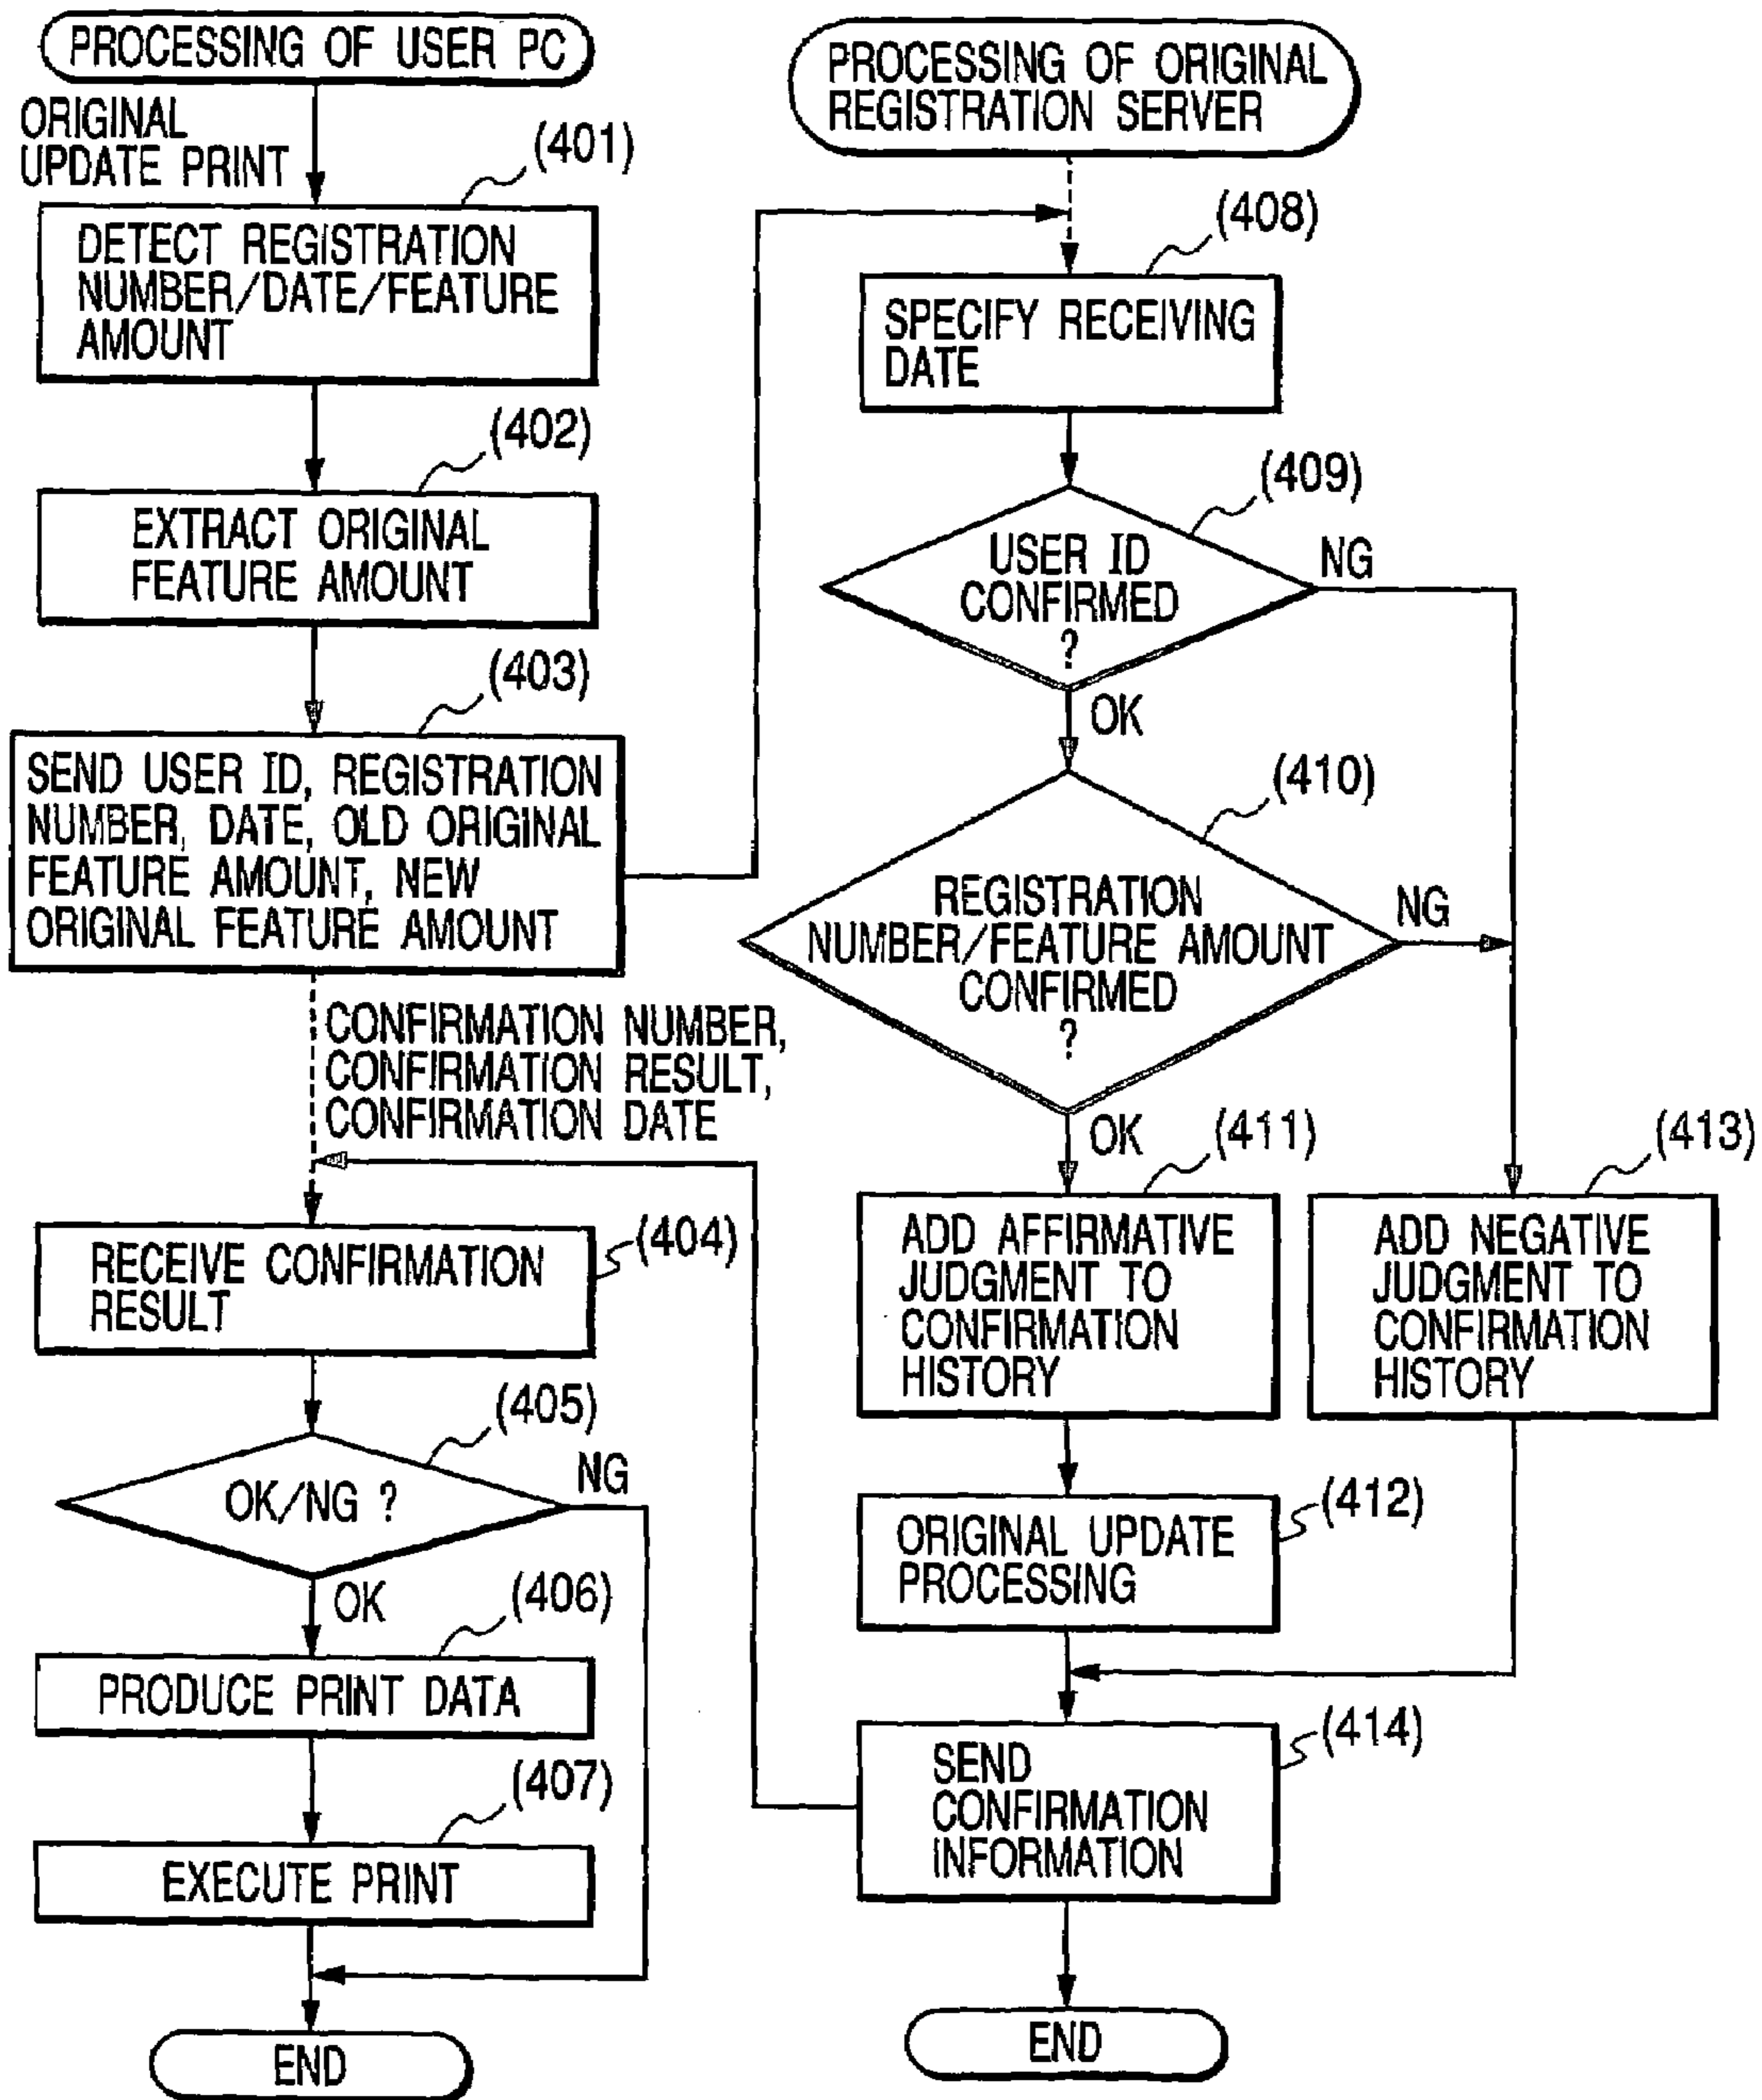 PROCESSING OF USER PC
ORIGINAL
UPDATE PRINT
(401)
DETECT REGISTRATION
NUMBER/DATE/FEATURE
AMOUNT
(402)
EXTRACT ORIGINAL
FEATURE AMOUNT
(403)
SEND USER ID, REGISTRATION
NUMBER, DATE, OLD ORIGINAL
FEATURE AMOUNT, NEW
ORIGINAL FEATURE AMOUNT
CONFIRMATION NUMBER,
CONFIRMATION RESULT,
CONFIRMATION DATE
RECEIVE CONFIRMATION
RESULT
(404)
(405)
OK/NG ?
NG
OK
(406)
PRODUCE PRINT DATA
(407)
EXECUTE PRINT
END
PROCESSING OF ORIGINAL
REGISTRATION SERVER
(408)
SPECIFY RECEIVING
DATE
(409)
USER ID
CONFIRMED
?
NG
OK
(410)
REGISTRATION
NUMBER/FEATURE AMOUNT
CONFIRMED
?
NG
OK
(411)
ADD AFFIRMATIVE
JUDGMENT TO
CONFIRMATION
HISTORY
(413)
ADD NEGATIVE
JUDGMENT TO
CONFIRMATION
HISTORY
(412)
ORIGINAL UPDATE
PROCESSING
(414)
SEND
CONFIRMATION
INFORMATION
END